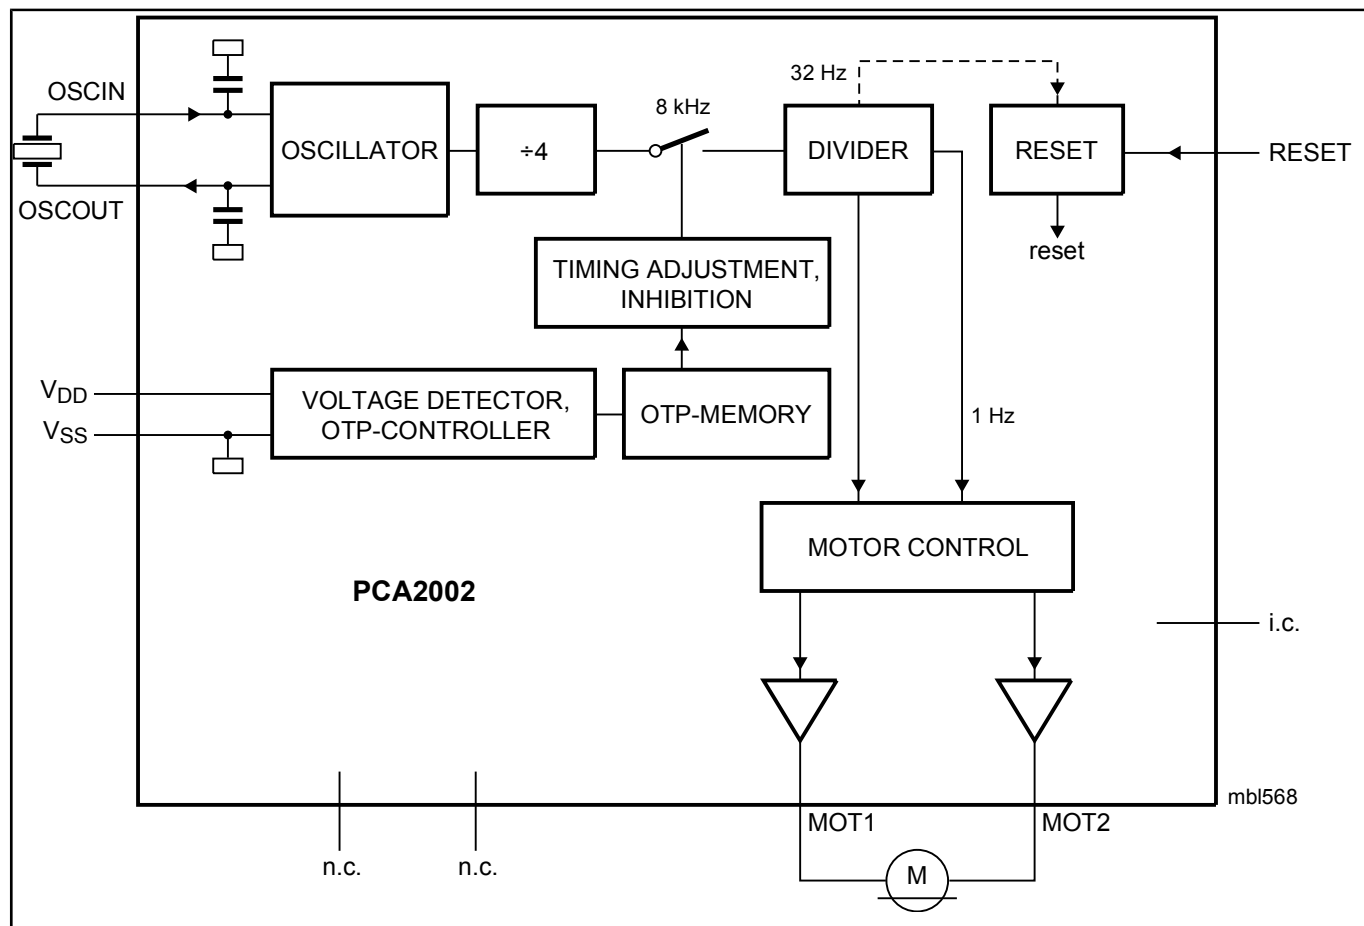 32 Hz
OSCIN
8 kHz
OSCILLATOR
÷4
DIVIDER
RESET
RESET
OSCOUT
reset
TIMING ADJUSTMENT,
INHIBITION
VDD
VSS
VOLTAGE DETECTOR,
OTP-CONTROLLER
OTP-MEMORY
1 Hz
MOTOR CONTROL
PCA2002
i.c.
mbl568
MOT1
MOT2
n.c.
n.c.
M